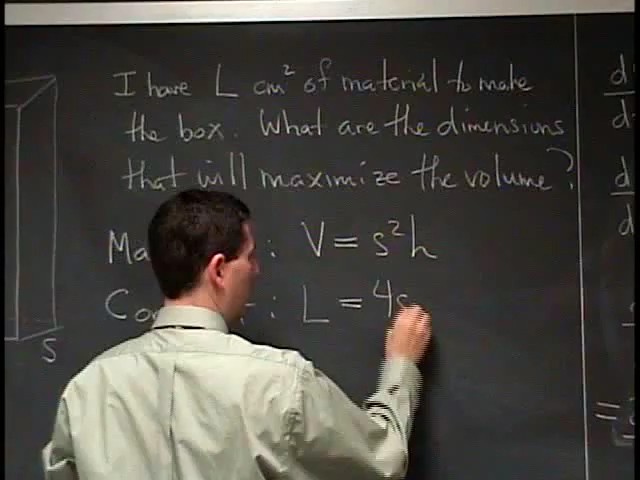 I have L cm² of material to make
the box. What are the dimensions
that will maximize the volume?
: V = s²h
: L = 4s
S
d
d
d
d
=